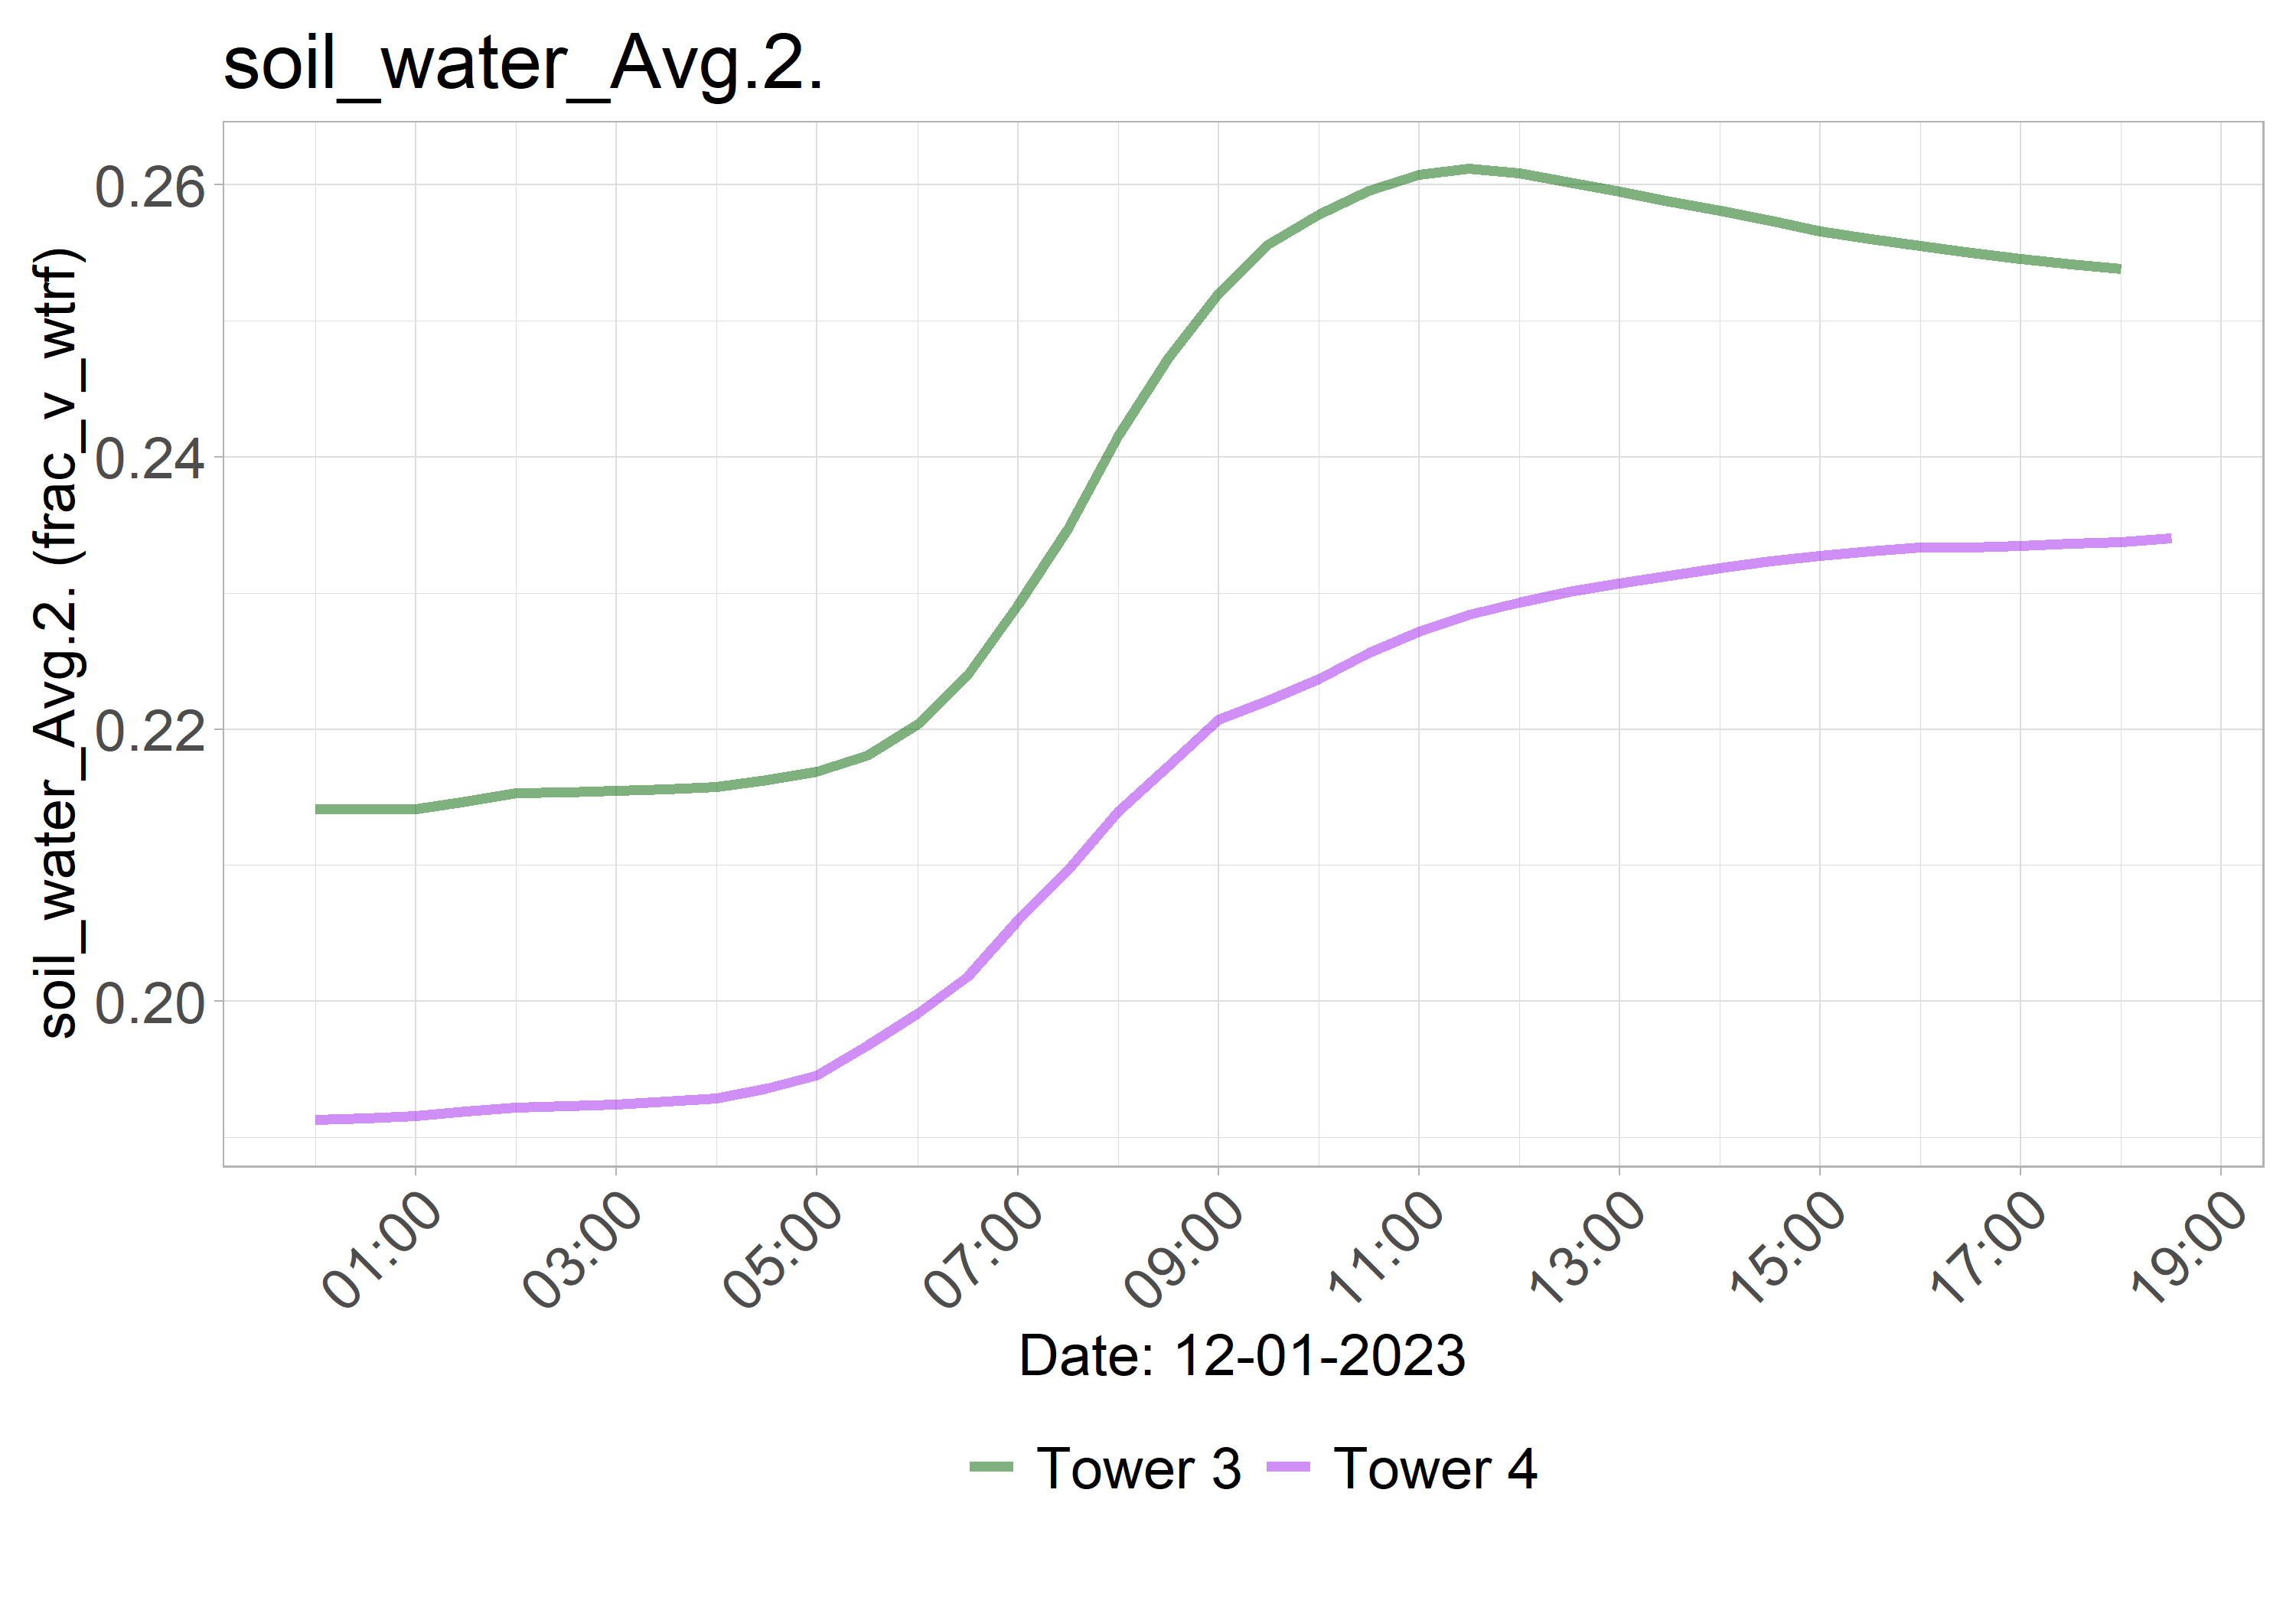 soil_water_Avg.2.
soil_water_Avg.2. (frac_v_wtrf)
0.26
0.24
0.22
0.20
01:00
03:00
05:00
07:00
09:00
11:00
13:00
15:00
17:00
19:00
Date: 12-01-2023
Tower 3
Tower 4